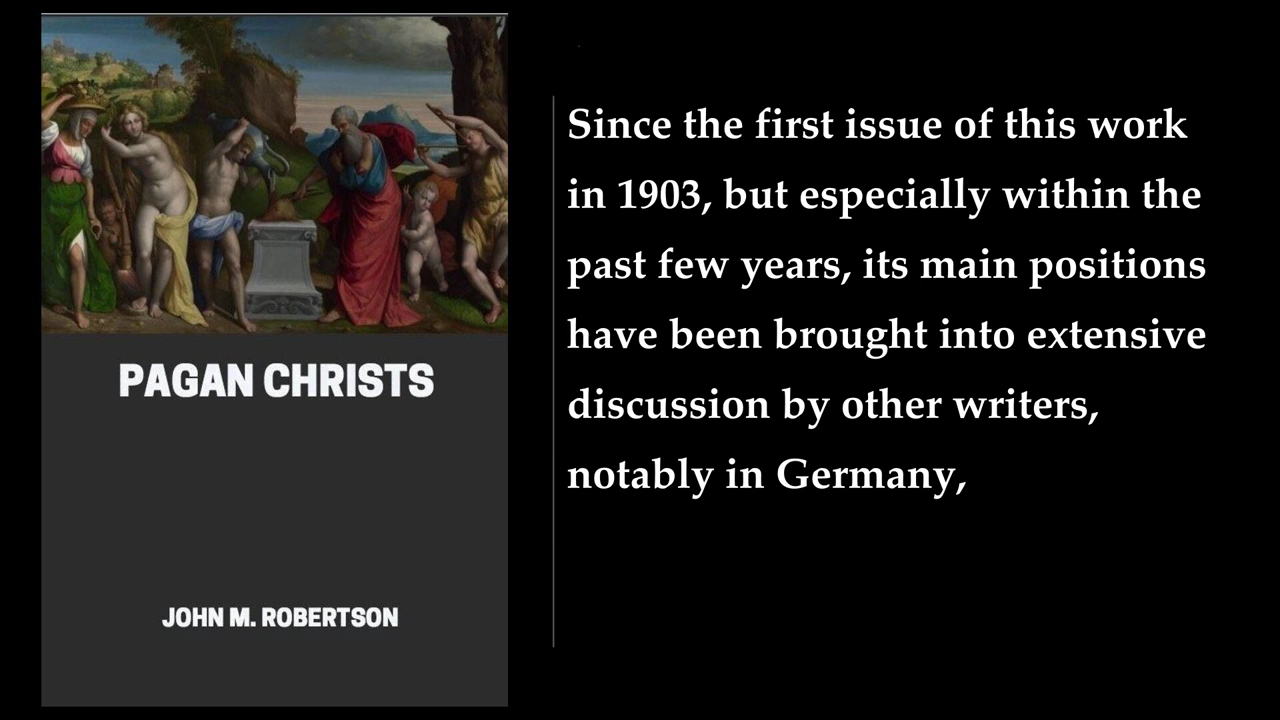 PAGAN CHRISTS
JOHN M. ROBERTSON
Since the first issue of this work
in 1903, but especially within the
past few years, its main positions
have been brought into extensive
discussion by other writers,
notably in Germany,